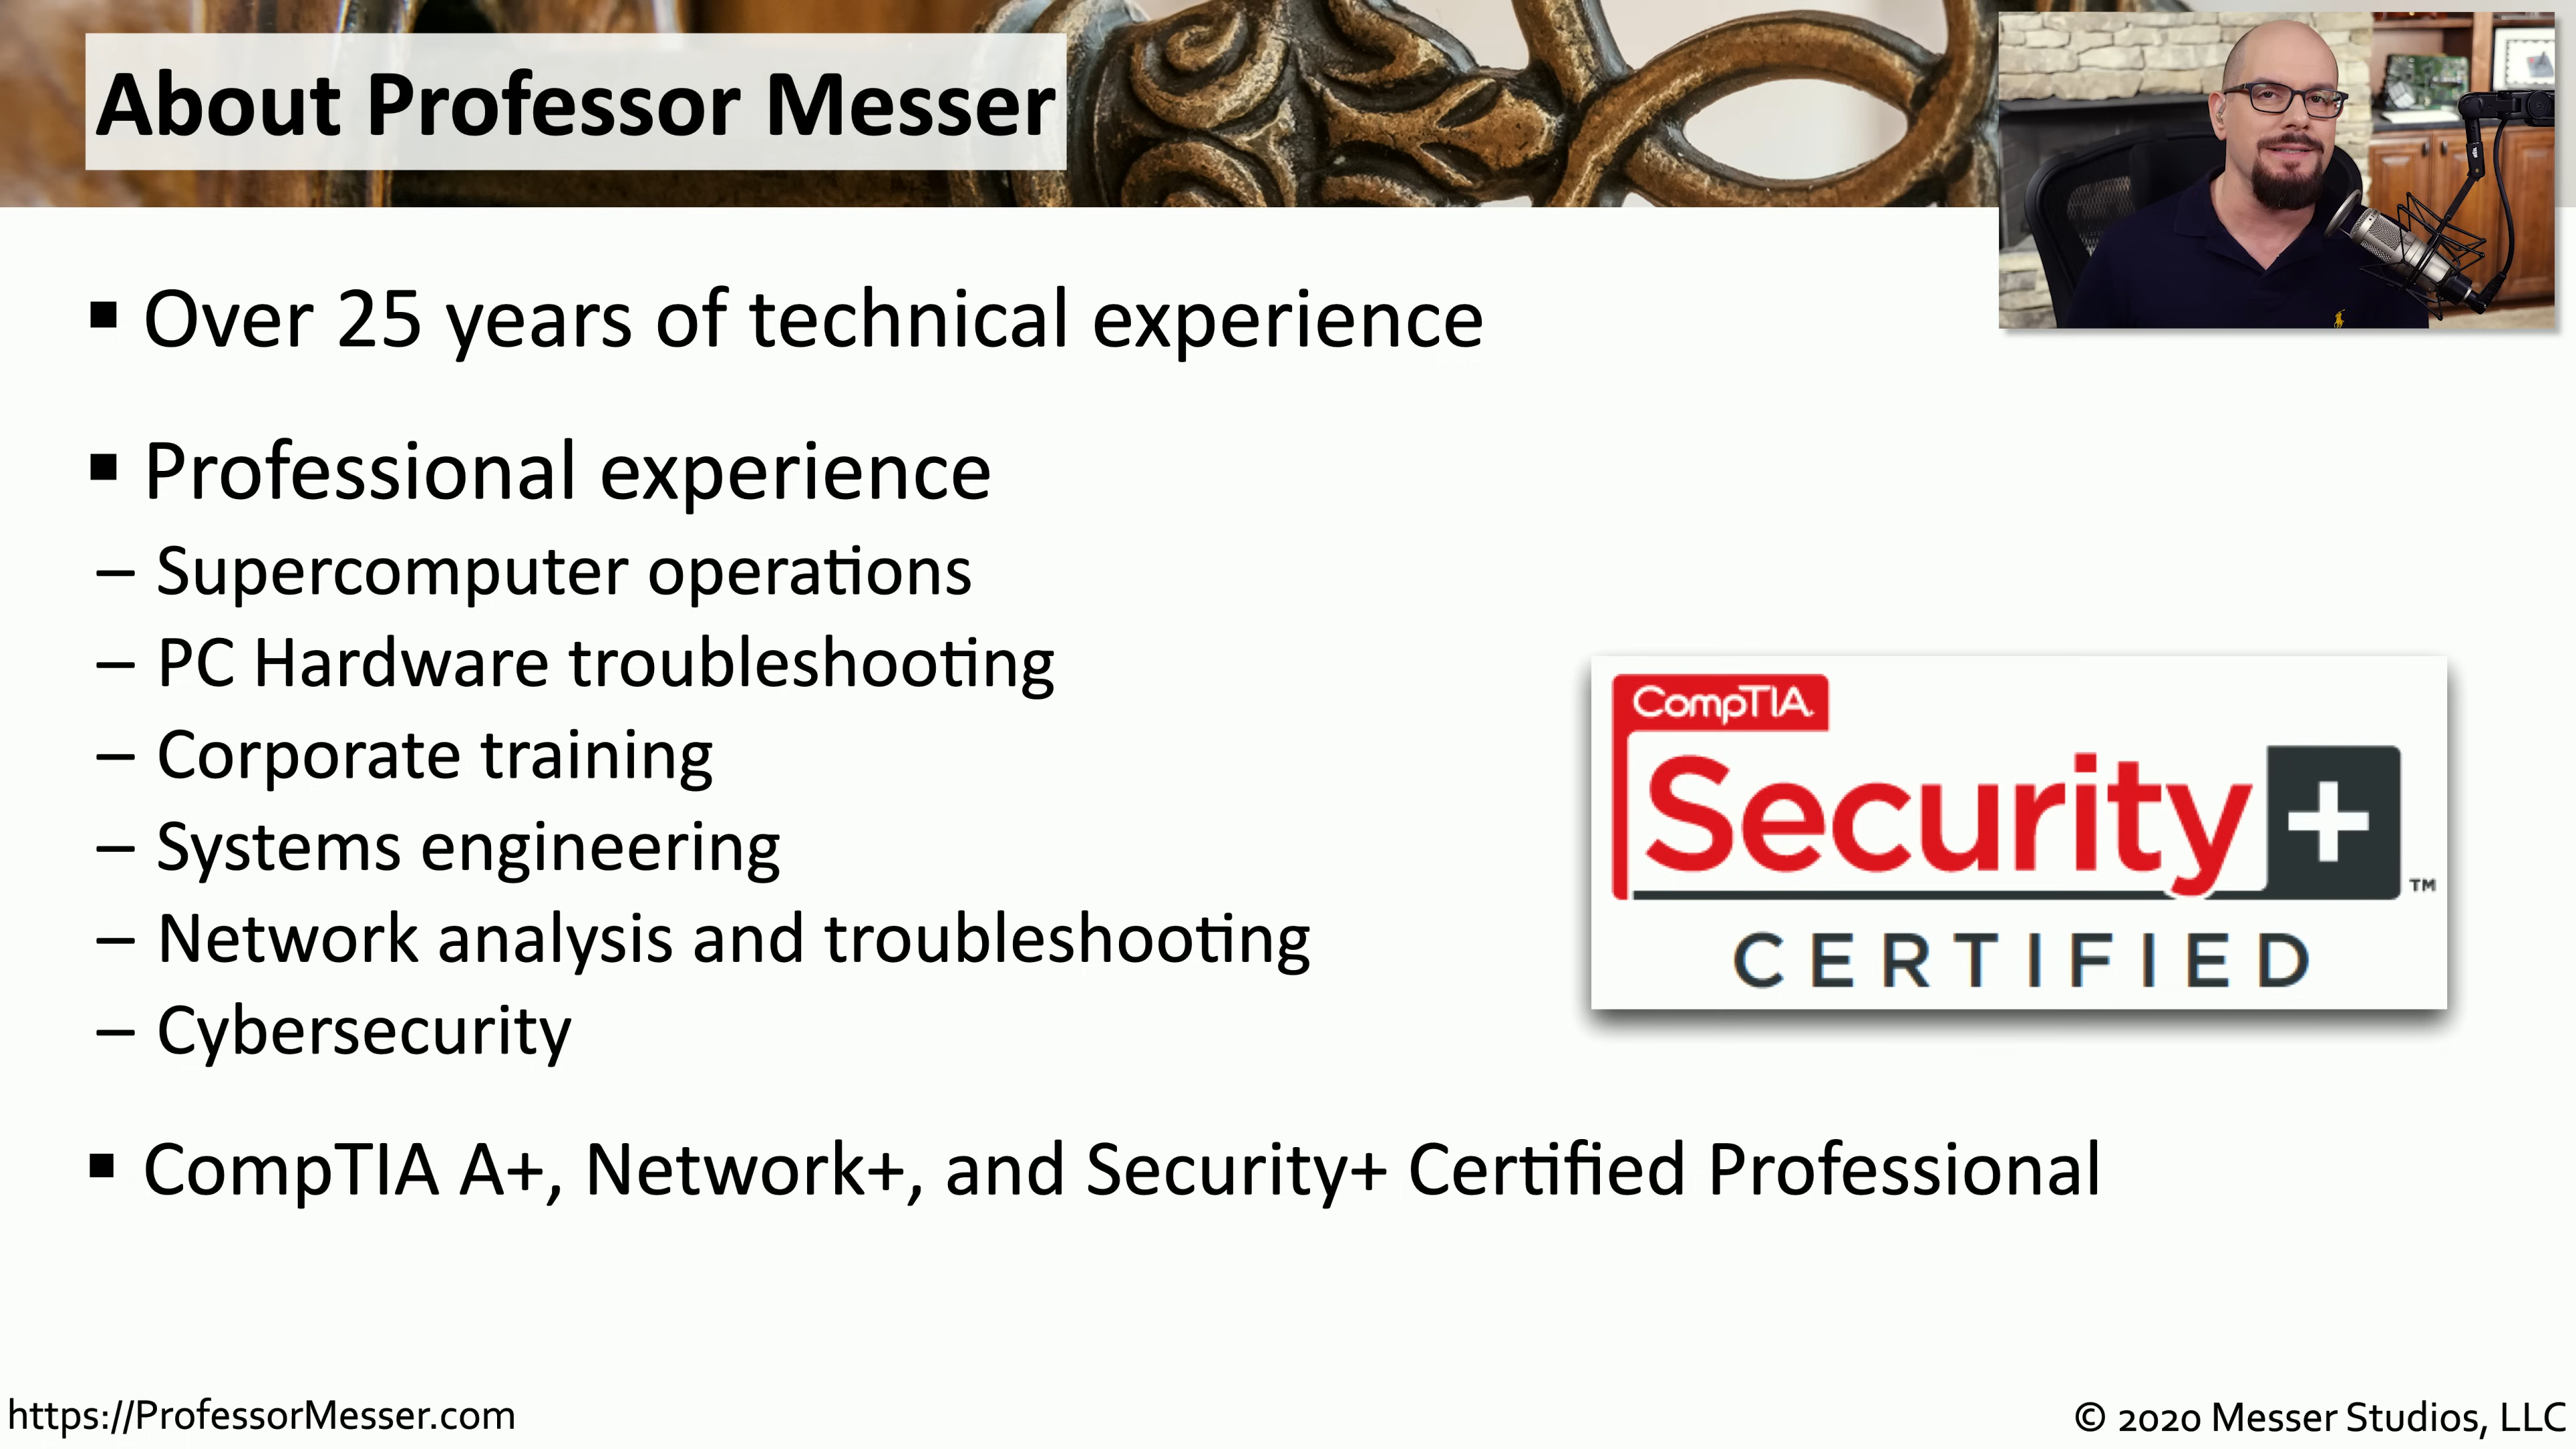 About Professor Messer
▪ Over 25 years of technical experience
▪ Professional experience
– Supercomputer operations
– PC Hardware troubleshooting
– Corporate training
– Systems engineering
– Network analysis and troubleshooting
– Cybersecurity
CompTIA.
Security+ ™
CERTIFIED
▪ CompTIA A+, Network+, and Security+ Certified Professional
https://ProfessorMesser.com
© 2020 Messer Studios, LLC